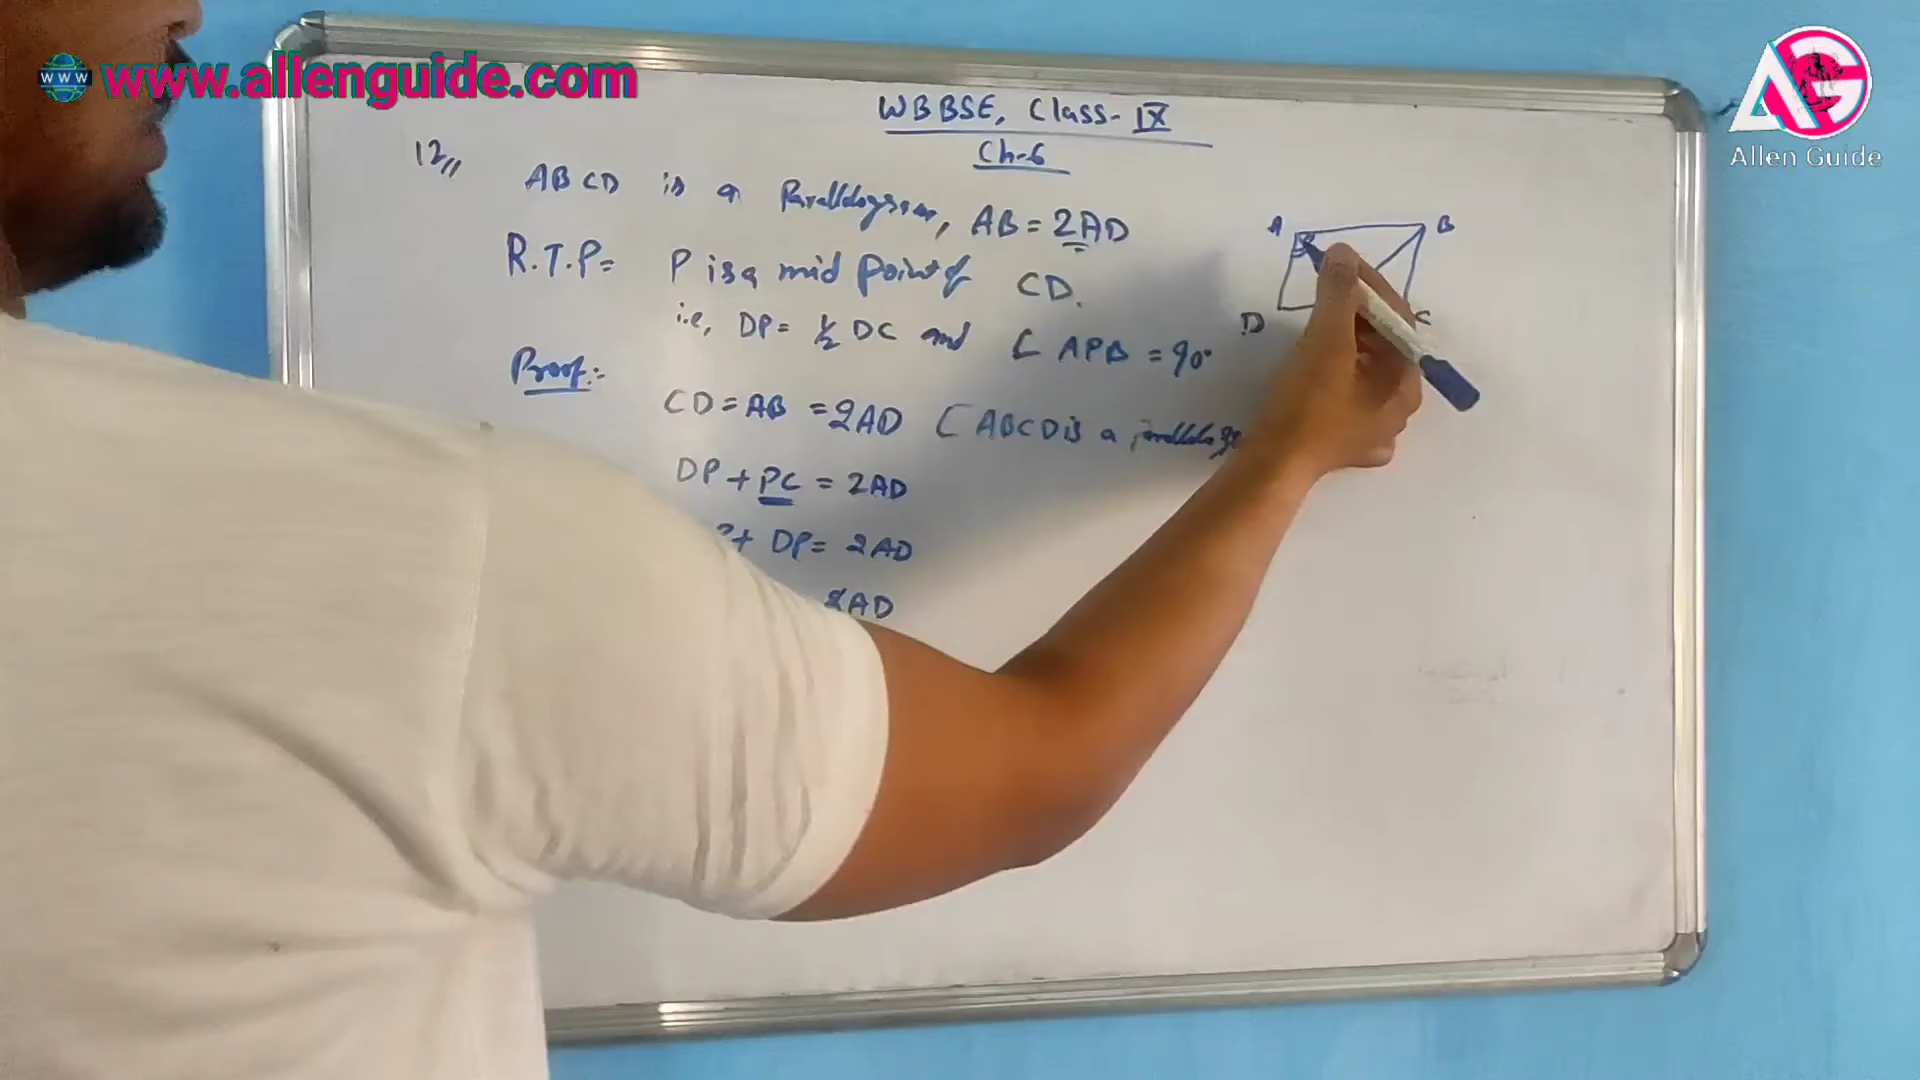 www.allenguide.com
WWW
AG
Allen Guide
WBBSE, Class-IX
Ch-6
12//
ABCD is a Parallelogram, AB = 2AD
R.T.P= P is a mid point of CD.
i.e, DP = 1/2 DC and [ APB = 90°
Proof:-
CD = AB = 2AD [ ABCD is a
DP + PC = 2AD
+ DP = 2AD
2AD
A
B
D
C